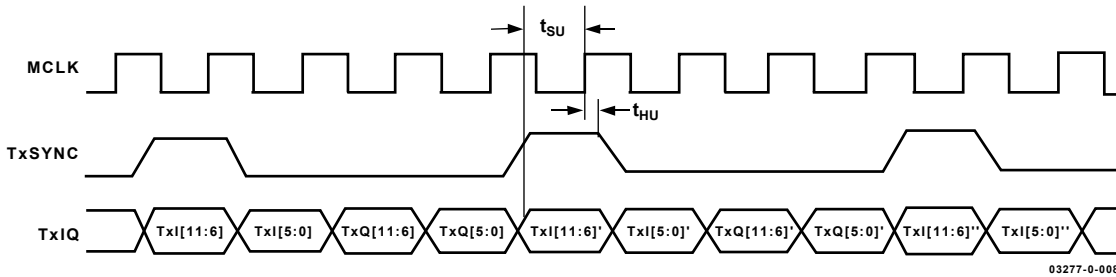 tSU
MCLK
tHU
TxSYNC
TxIQ TxI[11:6] TxI[5:0] TxQ[11:6] TxQ[5:0] TxI[11:6]' TxI[5:0]' TxQ[11:6]' TxQ[5:0]' TxI[11:6]'' TxI[5:0]''